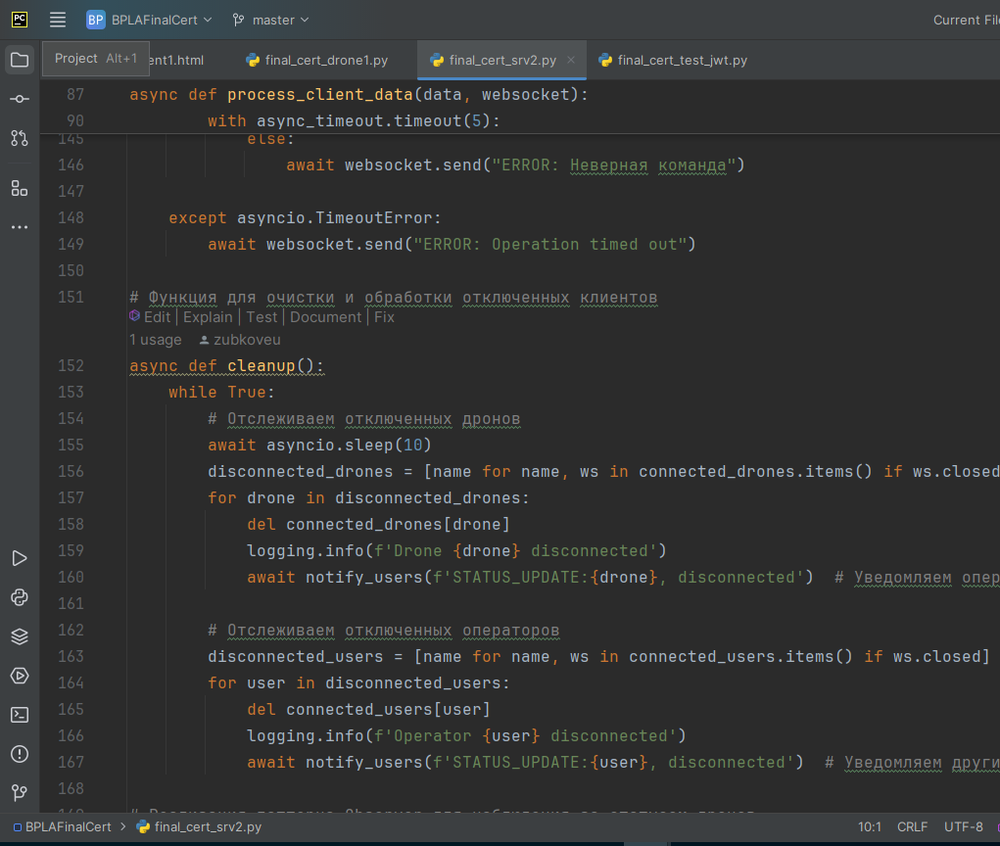 PC
BP BPLAFinalCert master Current File
Project Alt+1 ent1.html final_cert_drone1.py final_cert_srv2.py × final_cert_test_jwt.py
87 async def process_client_data(data, websocket):
90 with async_timeout.timeout(5):
145 else:
146 await websocket.send("ERROR: Неверная команда")
147
148 except asyncio.TimeoutError:
149 await websocket.send("ERROR: Operation timed out")
150
151 # Функция для очистки и обработки отключенных клиентов
Edit | Explain | Test | Document | Fix
1 usage zubkoveu
152 async def cleanup():
153 while True:
154 # Отслеживаем отключенных дронов
155 await asyncio.sleep(10)
156 disconnected_drones = [name for name, ws in connected_drones.items() if ws.closed
157 for drone in disconnected_drones:
158 del connected_drones[drone]
159 logging.info(f'Drone {drone} disconnected')
160 await notify_users(f'STATUS_UPDATE:{drone}, disconnected') # Уведомляем опер
161
162 # Отслеживаем отключенных операторов
163 disconnected_users = [name for name, ws in connected_users.items() if ws.closed]
164 for user in disconnected_users:
165 del connected_users[user]
166 logging.info(f'Operator {user} disconnected')
167 await notify_users(f'STATUS_UPDATE:{user}, disconnected') # Уведомляем други
168
BPLAFinalCert > final_cert_srv2.py 10:1 CRLF UTF-8